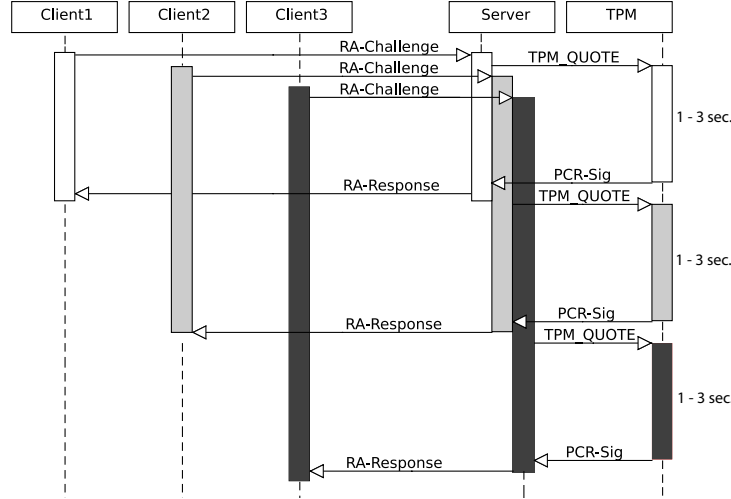 Client1
Client2
Client3
Server
TPM
RA-Challenge
TPM_QUOTE
RA-Challenge
RA-Challenge
1 - 3 sec.
PCR-Sig
RA-Response
TPM_QUOTE
1 - 3 sec.
PCR-Sig
RA-Response
TPM_QUOTE
1 - 3 sec.
PCR-Sig
RA-Response